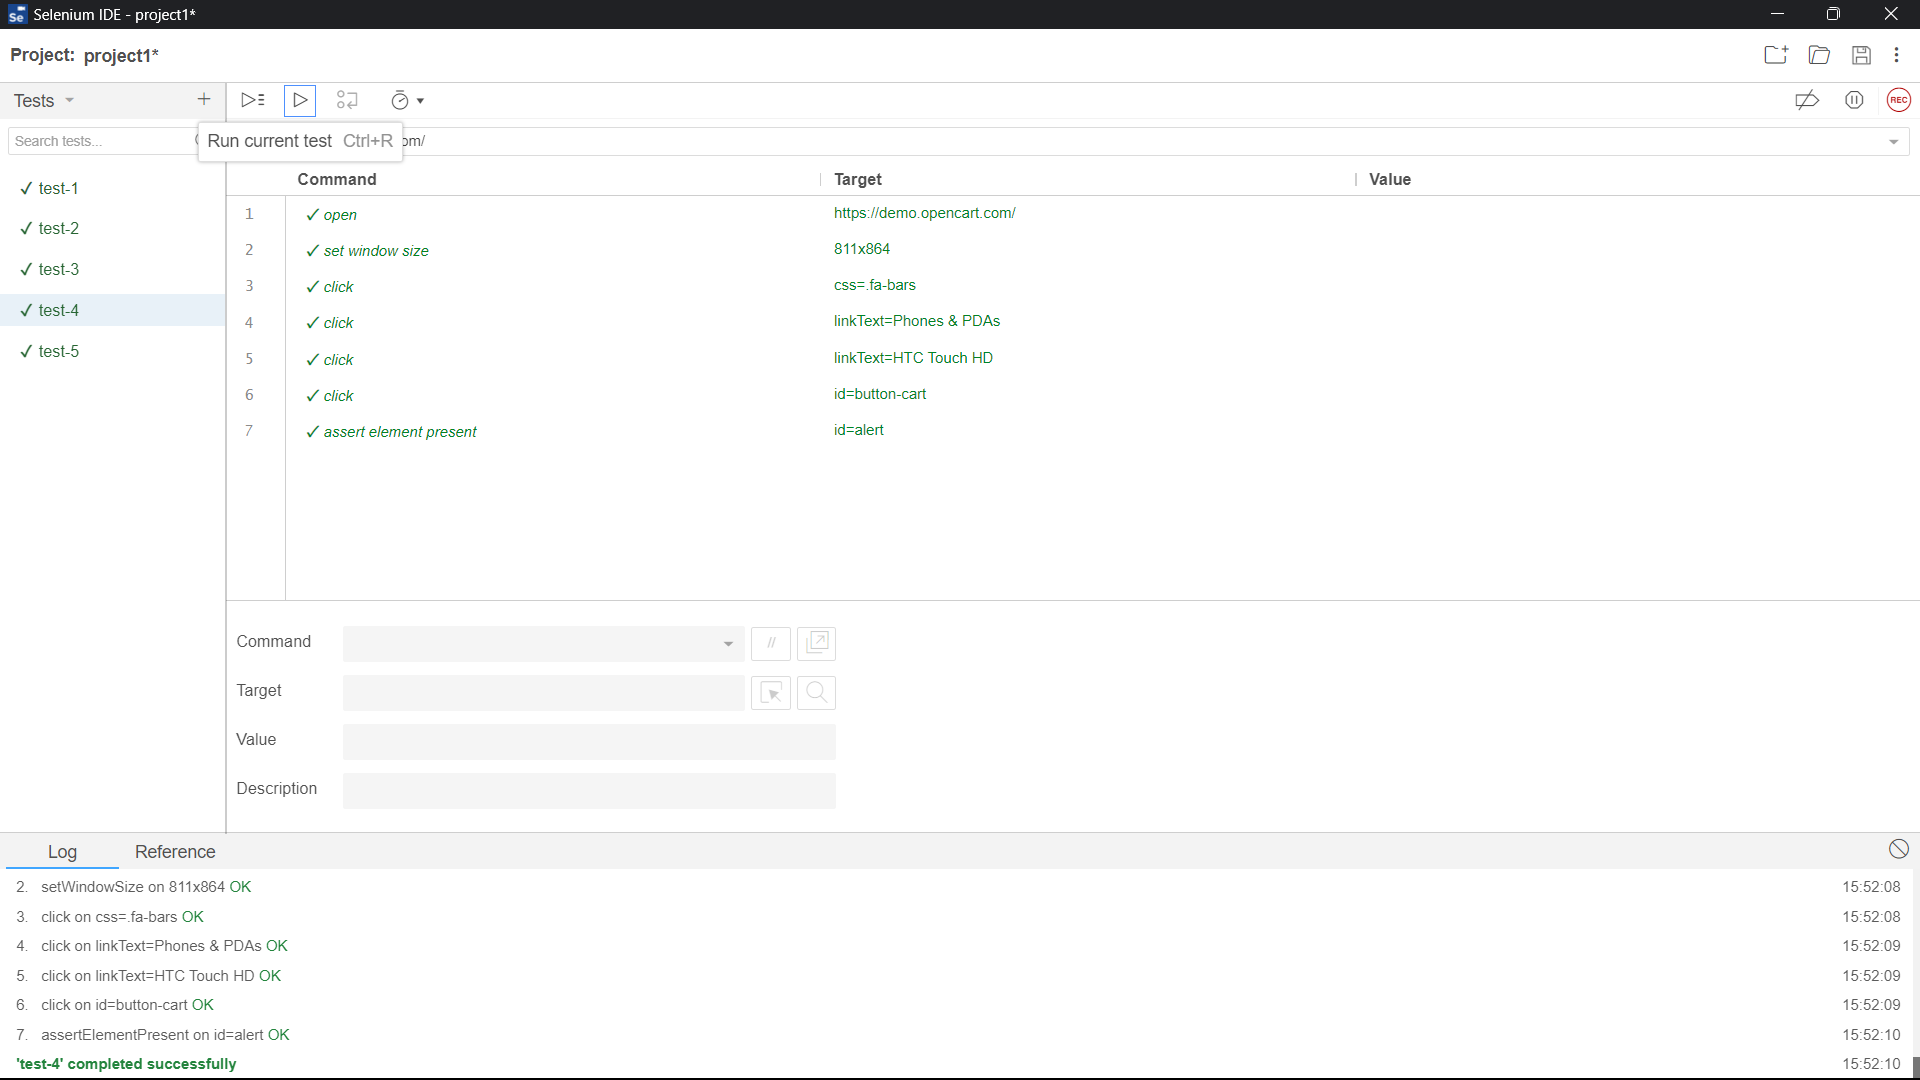 Selenium IDE - project1*
Project: project1*
Tests
Search tests...
Run current test Ctrl+R
om/
Command Target Value
test-1
test-2
test-3
test-4
test-5
1 open https://demo.opencart.com/
2 set window size 811x864
3 click css=.fa-bars
4 click linkText=Phones & PDAs
5 click linkText=HTC Touch HD
6 click id=button-cart
7 assert element present id=alert
REC
Command //
Target
Value
Description
Log Reference
2. setWindowSize on 811x864 OK 15:52:08
3. click on css=.fa-bars OK 15:52:08
4. click on linkText=Phones & PDAs OK 15:52:09
5. click on linkText=HTC Touch HD OK 15:52:09
6. click on id=button-cart OK 15:52:09
7. assertElementPresent on id=alert OK 15:52:10
'test-4' completed successfully 15:52:10